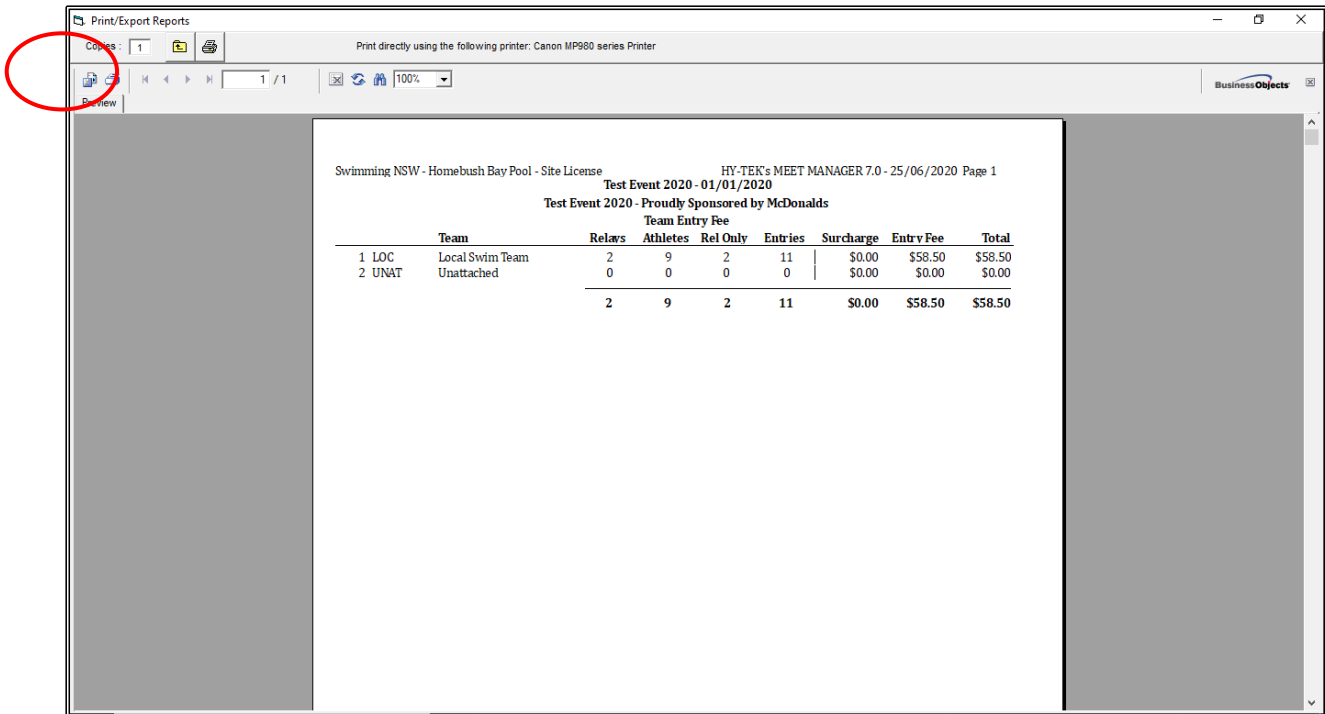 Print/Export Reports
Copies : 1 Print directly using the following printer: Canon MP980 series Printer
1 / 1 100% BusinessObjects
Preview
Swimming NSW - Homebush Bay Pool - Site License HY-TEK's MEET MANAGER 7.0 - 25/06/2020 Page 1
Test Event 2020 - 01/01/2020
Test Event 2020 - Proudly Sponsored by McDonalds
Team Entry Fee
Team Relays Athletes Rel Only Entries Surcharge Entry Fee Total
1 LOC Local Swim Team 2 9 2 11 $0.00 $58.50 $58.50
2 UNAT Unattached 0 0 0 0 $0.00 $0.00 $0.00
2 9 2 11 $0.00 $58.50 $58.50